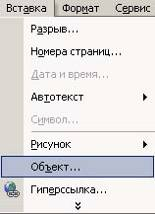 Вставка Формат Сервис
Разрыв...
Номера страниц...
Дата и время...
Автотекст
Символ...
Рисунок
Объект...
Гиперссылка...